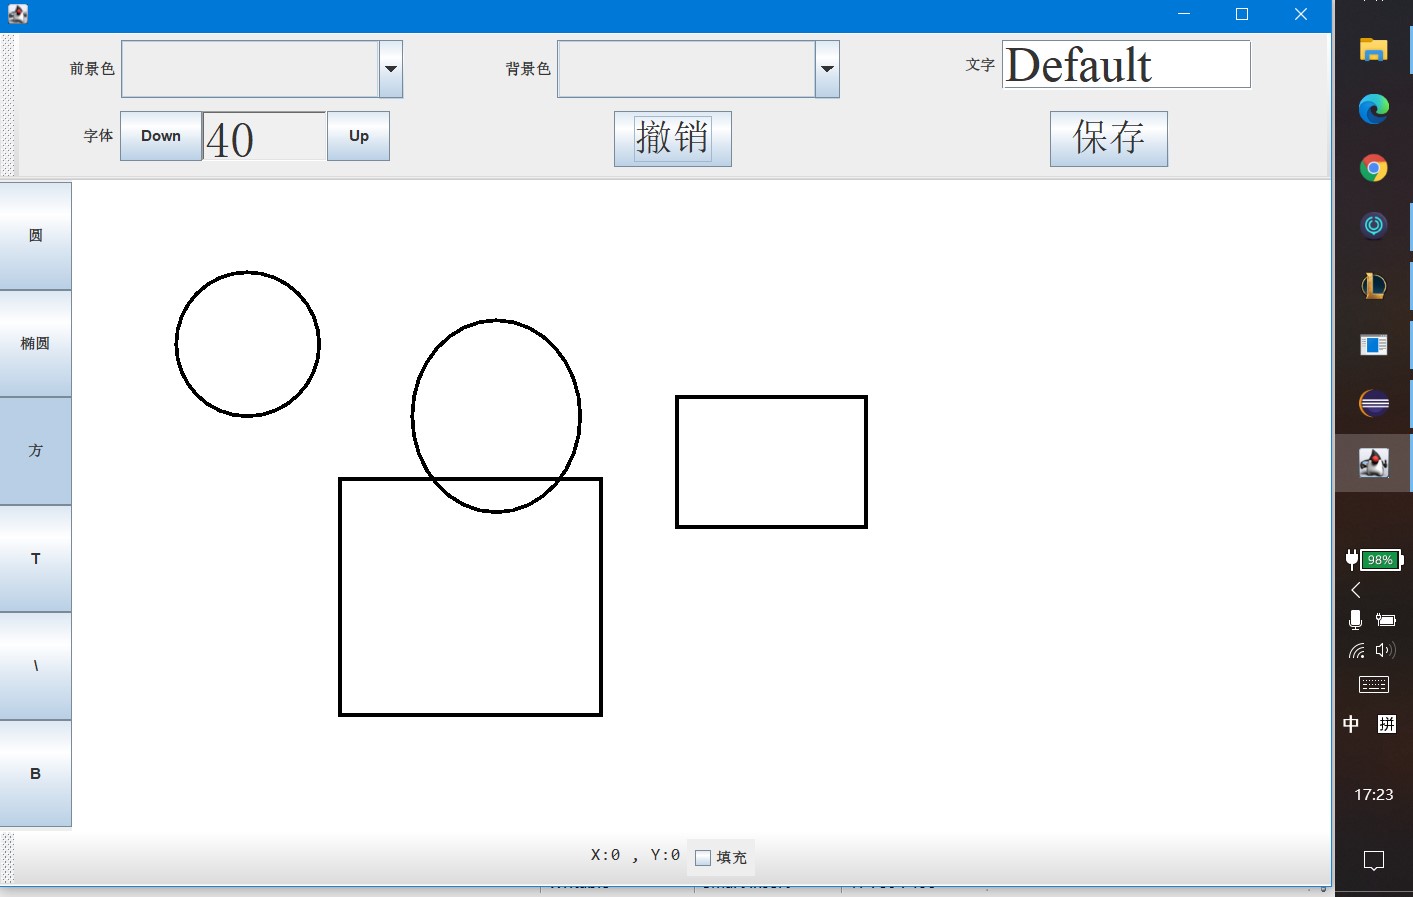 前景色
背景色
文字 Default
字体 Down 40 Up
撤销
保存
圆
椭圆
方
T
\
B
X:0 , Y:0 填充
98%
中 拼
17:23